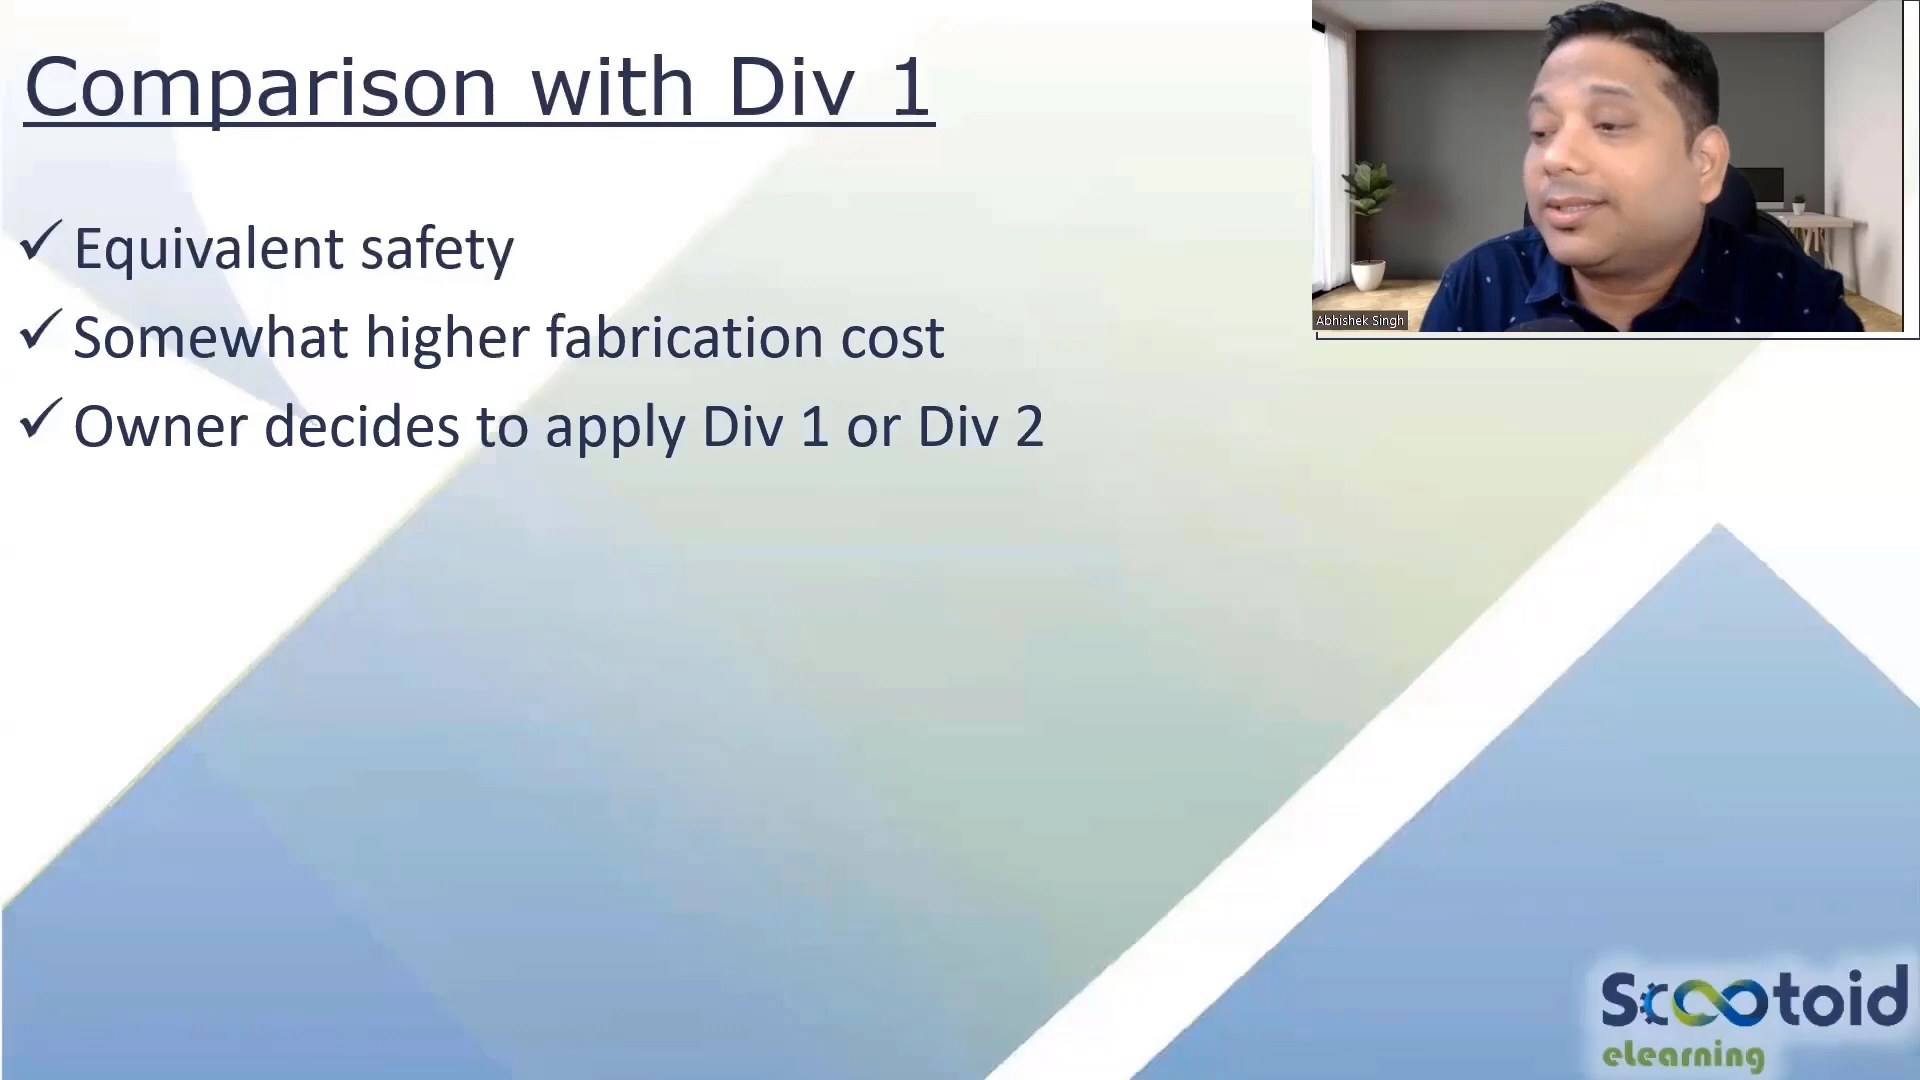 Comparison with Div 1
✓ Equivalent safety
✓ Somewhat higher fabrication cost
✓ Owner decides to apply Div 1 or Div 2
Abhishek Singh
Scootoid
elearning